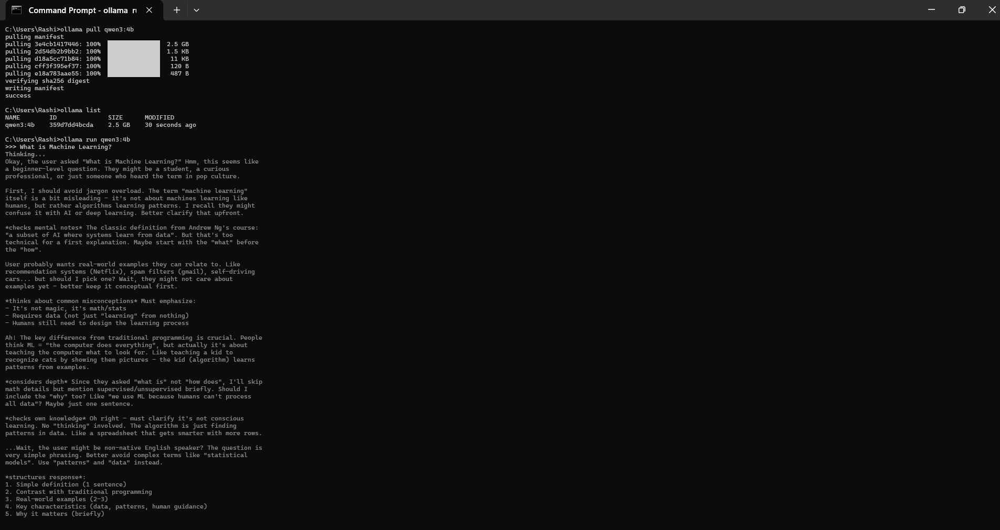 Command Prompt - ollama ru
C:\Users\Rashi>ollama pull qwen3:4b
pulling manifest
pulling 3e4cb1417446: 100% 2.5 GB
pulling 2d54db2b9bb2: 100% 1.5 KB
pulling d18a5cc71b84: 100% 11 KB
pulling cff3f395ef37: 100% 120 B
pulling e18a783aae55: 100% 487 B
verifying sha256 digest
writing manifest
success
C:\Users\Rashi>ollama list
NAME ID SIZE MODIFIED
qwen3:4b 359d7dd4bcda 2.5 GB 30 seconds ago
C:\Users\Rashi>ollama run qwen3:4b
>>> What is Machine Learning?
Thinking...
Okay, the user asked "What is Machine Learning?" Hmm, this seems like
a beginner-level question. They might be a student, a curious
professional, or just someone who heard the term in pop culture.
First, I should avoid jargon overload. The term "machine learning"
itself is a bit misleading - it's not about machines learning like
humans, but rather algorithms learning patterns. I recall they might
confuse it with AI or deep learning. Better clarify that upfront.
*checks mental notes* The classic definition from Andrew Ng's course:
"a subset of AI where systems learn from data". But that's too
technical for a first explanation. Maybe start with the "what" before
the "how".
User probably wants real-world examples they can relate to. Like
recommendation systems (Netflix), spam filters (gmail), self-driving
cars... but should I pick one? Wait, they might not care about
examples yet - better keep it conceptual first.
*thinks about common misconceptions* Must emphasize:
- It's not magic, it's math/stats
- Requires data (not just "learning" from nothing)
- Humans still need to design the learning process
Ah! The key difference from traditional programming is crucial. People
think ML = "the computer does everything", but actually it's about
teaching the computer what to look for. Like teaching a kid to
recognize cats by showing them pictures - the kid (algorithm) learns
patterns from examples.
*considers depth* Since they asked "what is" not "how does", I'll skip
math details but mention supervised/unsupervised briefly. Should I
include the "why" too? Like "we use ML because humans can't process
all data"? Maybe just one sentence.
*checks own knowledge* Oh right - must clarify it's not conscious
learning. No "thinking" involved. The algorithm is just finding
patterns in data. Like a spreadsheet that gets smarter with more rows.
...Wait, the user might be non-native English speaker? The question is
very simple phrasing. Better avoid complex terms like "statistical
models". Use "patterns" and "data" instead.
*structures response*:
1. Simple definition (1 sentence)
2. Contrast with traditional programming
3. Real-world examples (2-3)
4. Key characteristics (data, patterns, human guidance)
5. Why it matters (briefly)